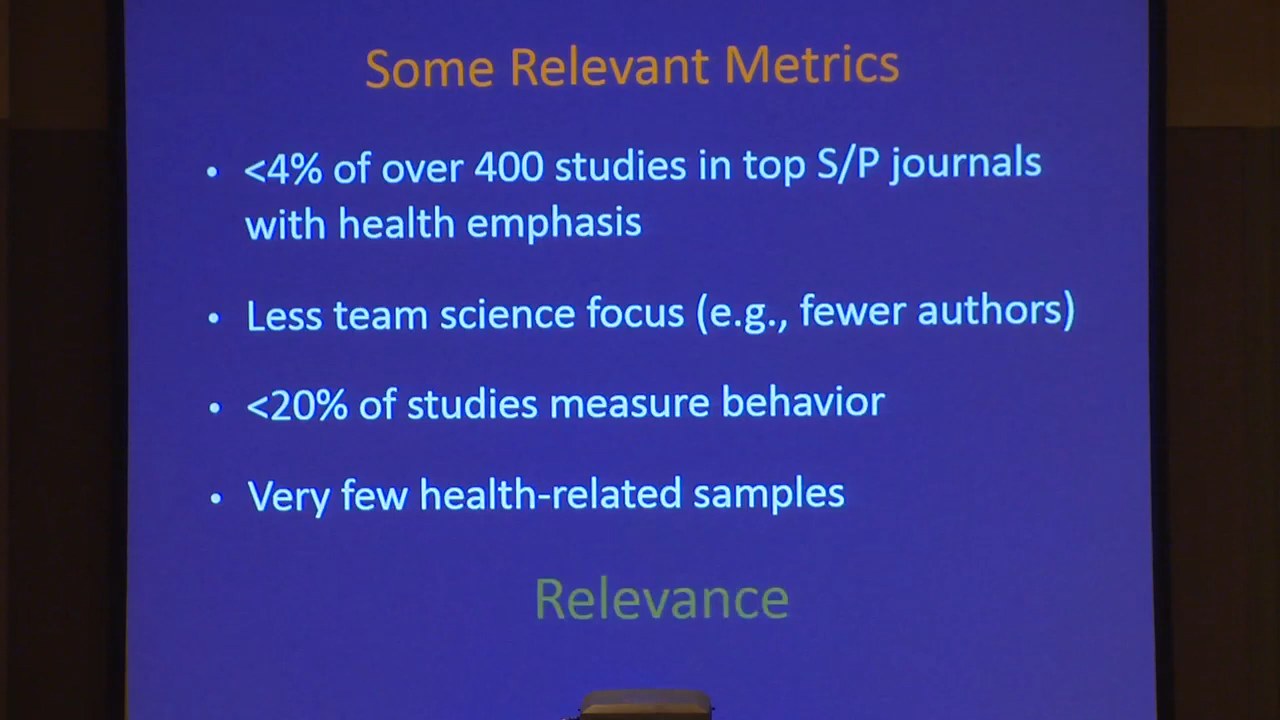 Some Relevant Metrics
• <4% of over 400 studies in top S/P journals
with health emphasis
• Less team science focus (e.g., fewer authors)
• <20% of studies measure behavior
• Very few health-related samples
Relevance